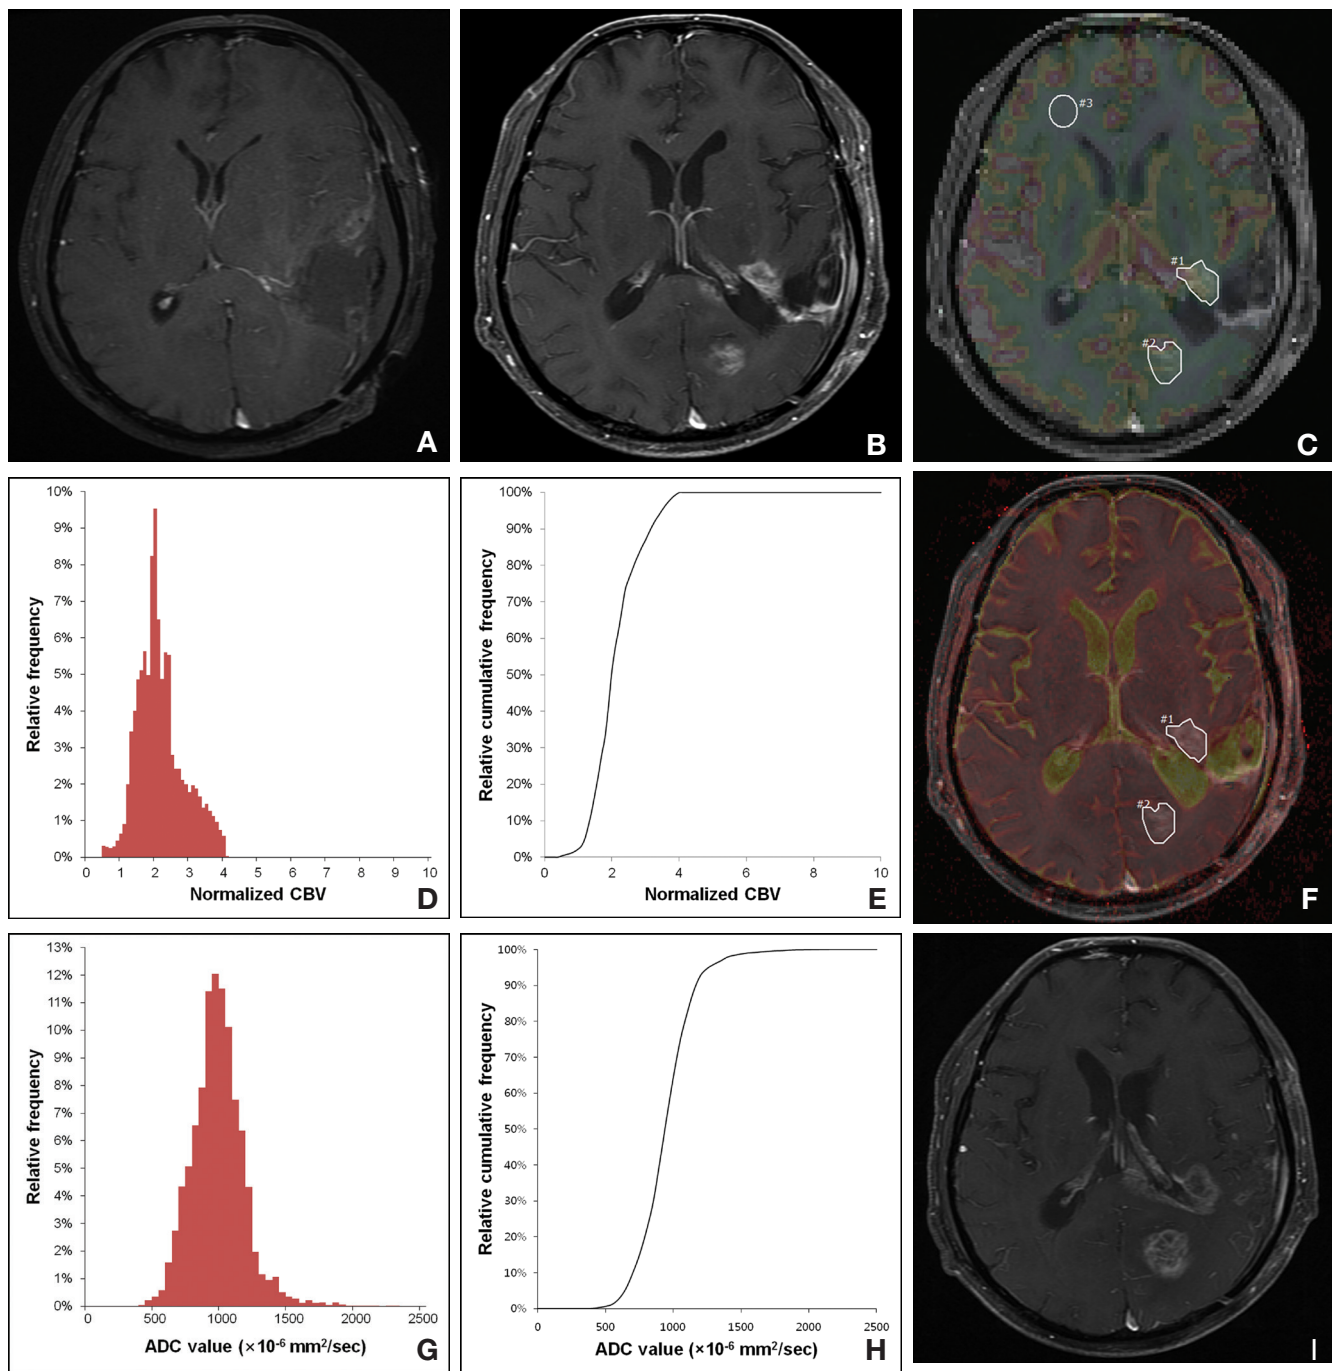 A
B
#3
#1
#2
C
10%
9%
8%
7%
6%
5%
4%
3%
2%
1%
0%
Relative frequency
0 1 2 3 4 5 6 7 8 9 10
Normalized CBV
D
100%
90%
80%
70%
60%
50%
40%
30%
20%
10%
0%
Relative cumulative frequency
0 2 4 6 8 10
Normalized CBV
E
#1
#2
F
13%
12%
11%
10%
9%
8%
7%
6%
5%
4%
3%
2%
1%
0%
Relative frequency
0 500 1000 1500 2000 2500
ADC value (×10⁻⁶ mm²/sec)
G
100%
90%
80%
70%
60%
50%
40%
30%
20%
10%
0%
Relative cumulative frequency
0 500 1000 1500 2000 2500
ADC value (×10⁻⁶ mm²/sec)
H
I